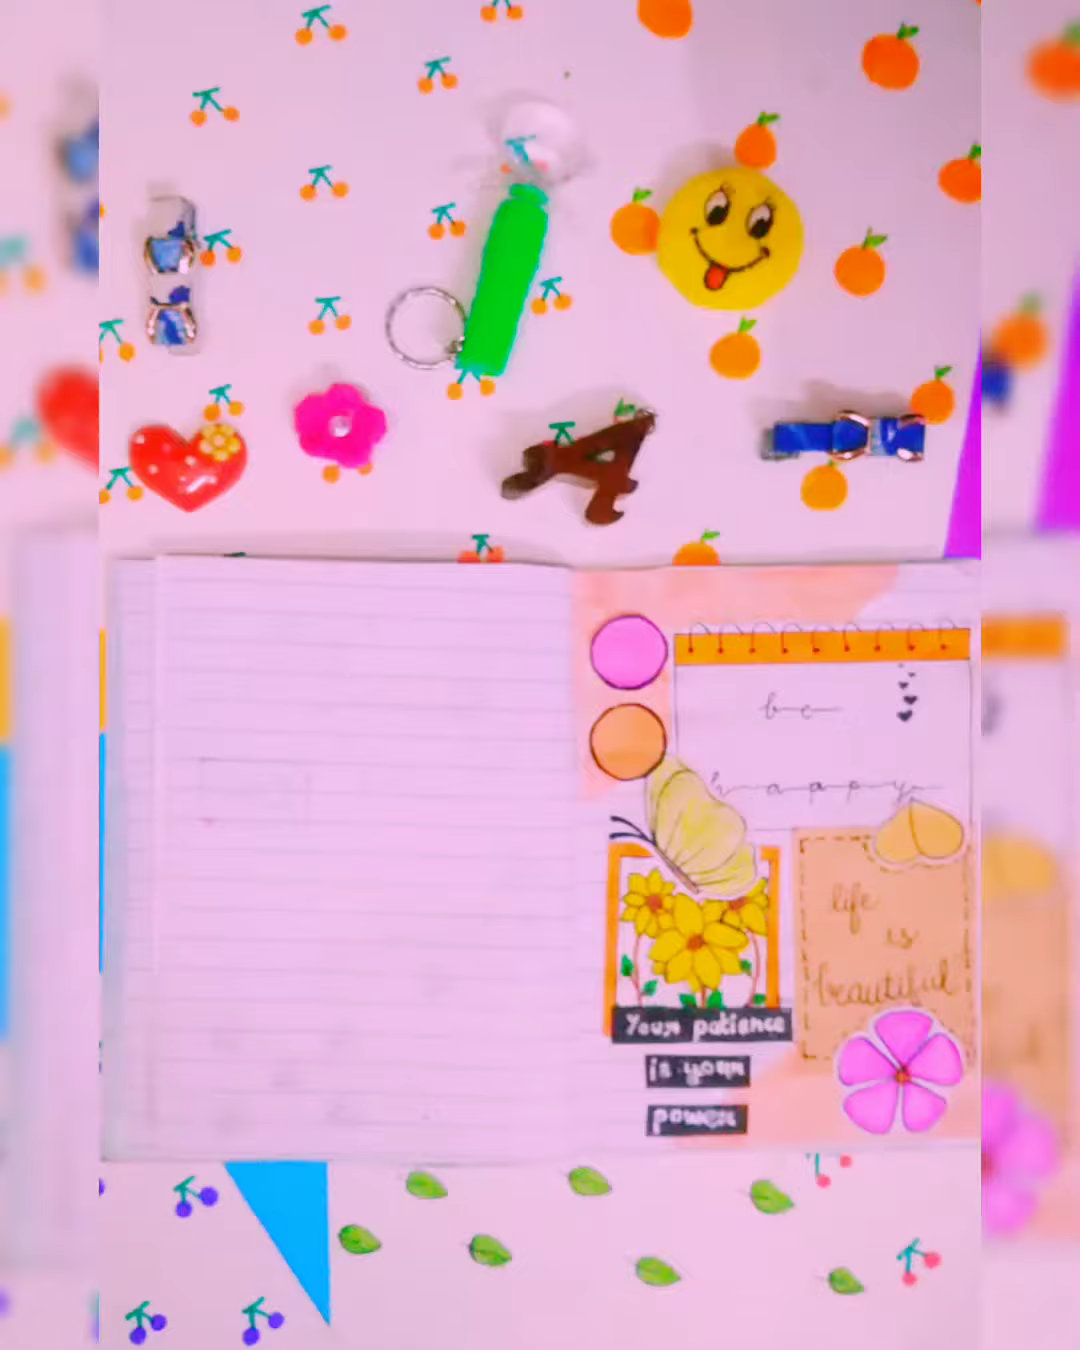 A
be
happy
life
is
beautiful
Your patience
is your
power